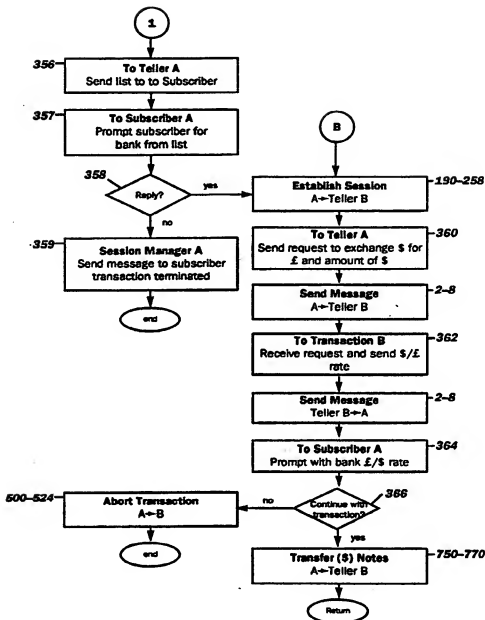 1
356
To Teller A
Send list to to Subscriber
357
To Subscriber A
Prompt subscriber for
bank from list
358
Reply?
yes
no
359
Session Manager A
Send message to subscriber
transaction terminated
end
B
Establish Session
A→Teller B
190–258
To Teller A
Send request to exchange $ for
£ and amount of $
360
Send Message
A→Teller B
2–8
To Transaction B
Receive request and send $/£
rate
362
Send Message
Teller B→A
2–8
To Subscriber A
Prompt with bank £/$ rate
364
366
Continue with
transaction?
no
yes
500–524
Abort Transaction
A→B
end
Transfer ($) Notes
A→Teller B
750–770
Return